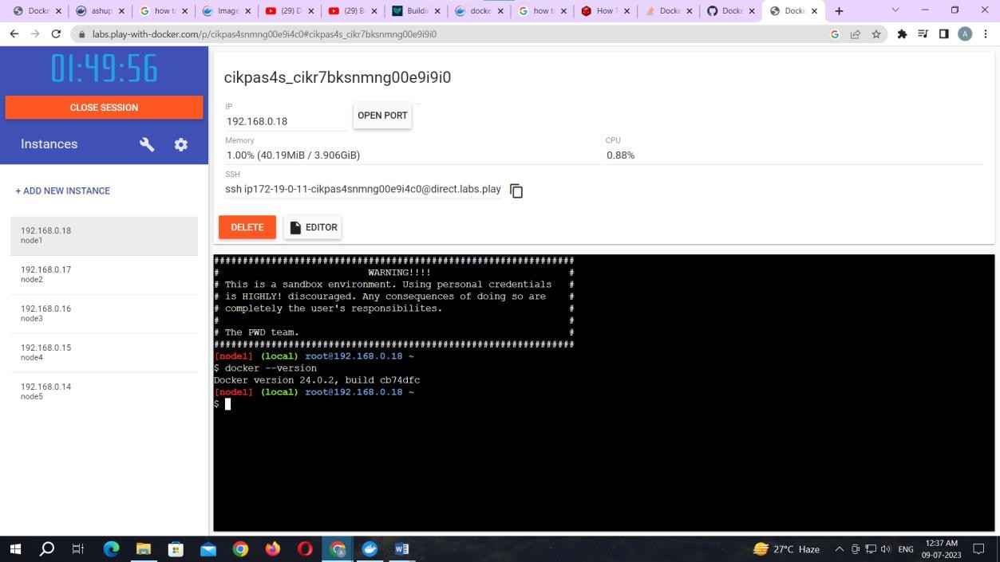 Docke
ashup
how to
Image
(29) D
(29) B
Buildin
docke
how to
How T
Docke
Docke
Docke
labs.play-with-docker.com/p/cikpas4snmng00e9i4c0#cikpas4s_cikr7bksnmng00e9i9i0
A
01:49:56
CLOSE SESSION
Instances
+ ADD NEW INSTANCE
192.168.0.18
node1
192.168.0.17
node2
192.168.0.16
node3
192.168.0.15
node4
192.168.0.14
node5
cikpas4s_cikr7bksnmng00e9i9i0
IP
192.168.0.18
OPEN PORT
Memory
1.00% (40.19MiB / 3.906GiB)
CPU
0.88%
SSH
ssh ip172-19-0-11-cikpas4snmng00e9i4c0@direct.labs.play
DELETE
EDITOR
###############################################################
# WARNING!!!! #
# This is a sandbox environment. Using personal credentials #
# is HIGHLY! discouraged. Any consequences of doing so are #
# completely the user's responsibilites. #
# #
# The PWD team. #
###############################################################
[node1] (local) root@192.168.0.18 ~
$ docker --version
Docker version 24.0.2, build cb74dfc
[node1] (local) root@192.168.0.18 ~
$
27°C Haze
ENG
12:37 AM
09-07-2023